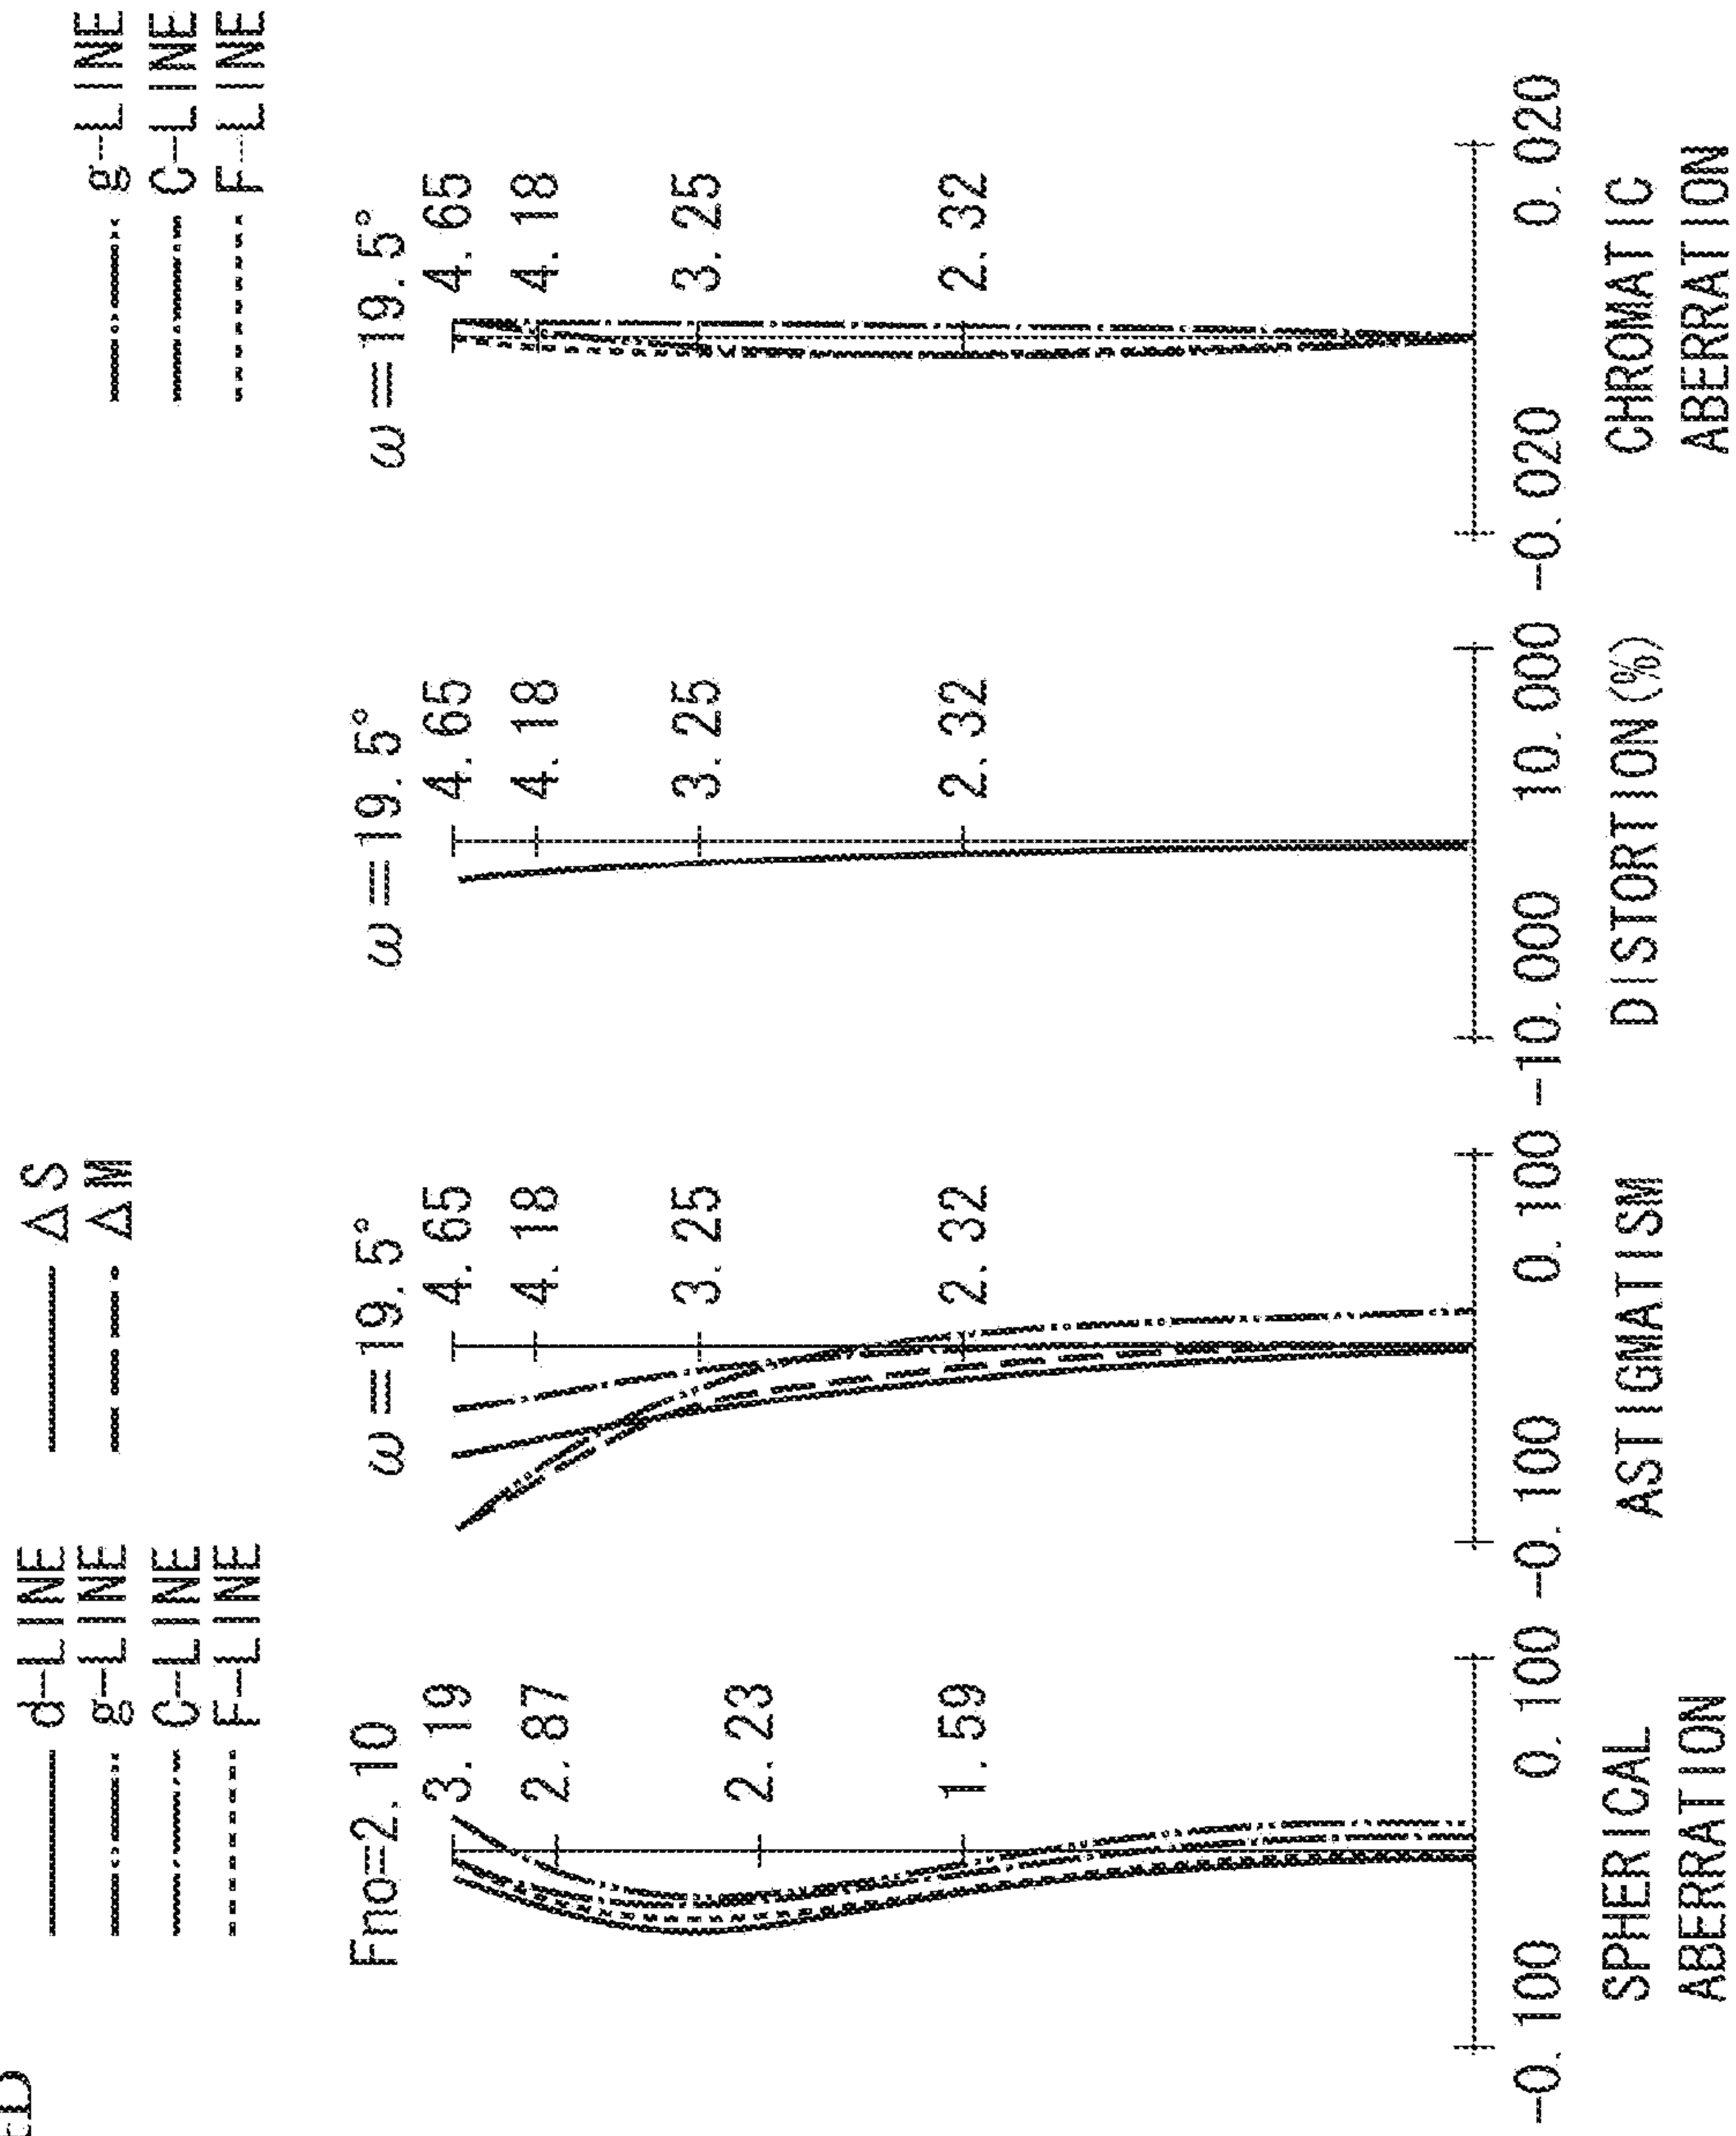 d-LINE
g-LINE
C-LINE
F-LINE
ΔS
ΔM
g-LINE
C-LINE
F-LINE
Fno=2.10
3.19
2.87
2.23
1.59
-0.100 0.100
SPHERICAL
ABERRATION
ω=19.5°
4.65
4.18
3.25
2.32
-0.100 0.100
ASTIGMATISM
ω=19.5°
4.65
4.18
3.25
2.32
-10.000 10.000
DISTORTION(%)
ω=19.5°
4.65
4.18
3.25
2.32
-0.020 0.020
CHROMATIC
ABERRATION